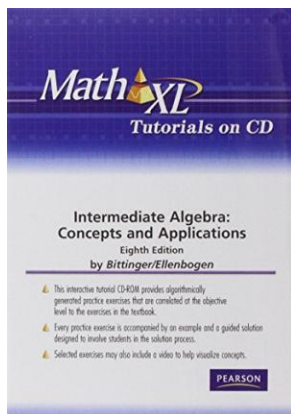 Math XL
Tutorials on CD
Intermediate Algebra:
Concepts and Applications
Eighth Edition
by Bittinger/Ellenbogen
This interactive tutorial CD-ROM provides algorithmically
generated practice exercises that are correlated at the objective
level to the exercises in the textbook.
Every practice exercise is accompanied by an example and a guided solution
designed to involve students in the solution process.
Selected exercises may also include a video to help visualize concepts.
PEARSON